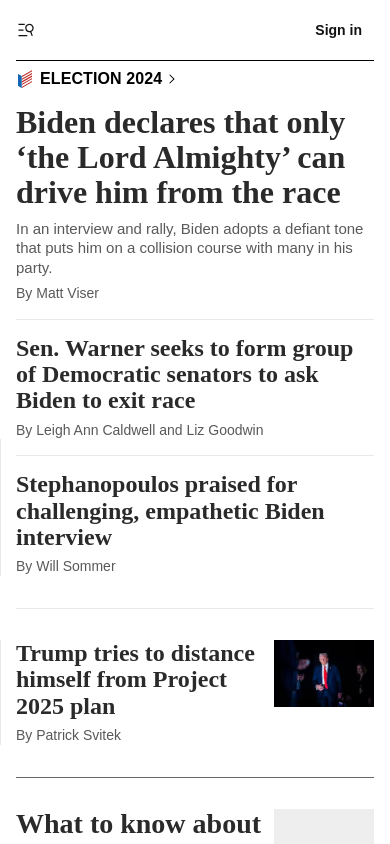 Sign in
ELECTION 2024
Biden declares that only
‘the Lord Almighty’ can
drive him from the race
In an interview and rally, Biden adopts a defiant tone
that puts him on a collision course with many in his
party.
By Matt Viser
Sen. Warner seeks to form group
of Democratic senators to ask
Biden to exit race
By Leigh Ann Caldwell and Liz Goodwin
Stephanopoulos praised for
challenging, empathetic Biden
interview
By Will Sommer
Trump tries to distance
himself from Project
2025 plan
By Patrick Svitek
What to know about